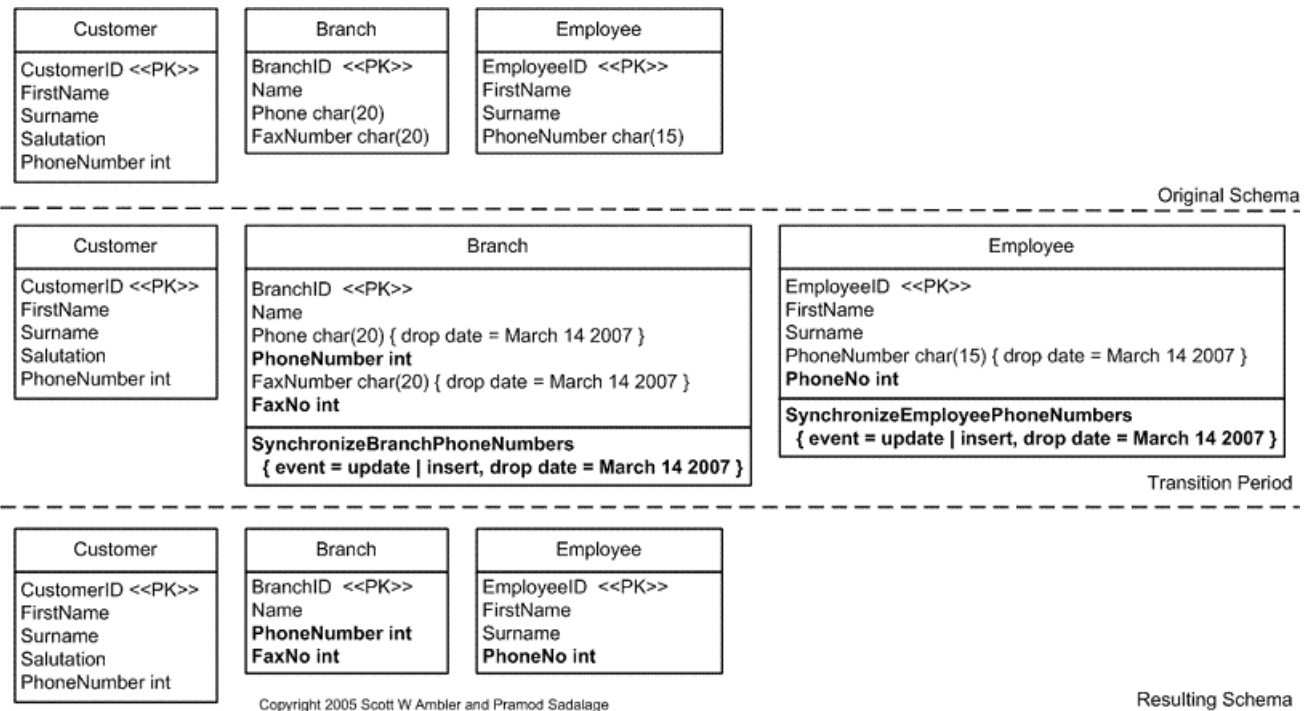 Customer
CustomerID <<PK>>
FirstName
Surname
Salutation
PhoneNumber int
Branch
BranchID <<PK>>
Name
Phone char(20)
FaxNumber char(20)
Employee
EmployeeID <<PK>>
FirstName
Surname
PhoneNumber char(15)
Original Schema
Customer
CustomerID <<PK>>
FirstName
Surname
Salutation
PhoneNumber int
Branch
BranchID <<PK>>
Name
Phone char(20) { drop date = March 14 2007 }
PhoneNumber int
FaxNumber char(20) { drop date = March 14 2007 }
FaxNo int
SynchronizeBranchPhoneNumbers
{ event = update | insert, drop date = March 14 2007 }
Employee
EmployeeID <<PK>>
FirstName
Surname
PhoneNumber char(15) { drop date = March 14 2007 }
PhoneNo int
SynchronizeEmployeePhoneNumbers
{ event = update | insert, drop date = March 14 2007 }
Transition Period
Customer
CustomerID <<PK>>
FirstName
Surname
Salutation
PhoneNumber int
Branch
BranchID <<PK>>
Name
PhoneNumber int
FaxNo int
Employee
EmployeeID <<PK>>
FirstName
Surname
PhoneNo int
Copyright 2005 Scott W Ambler and Pramod Sadalage
Resulting Schema